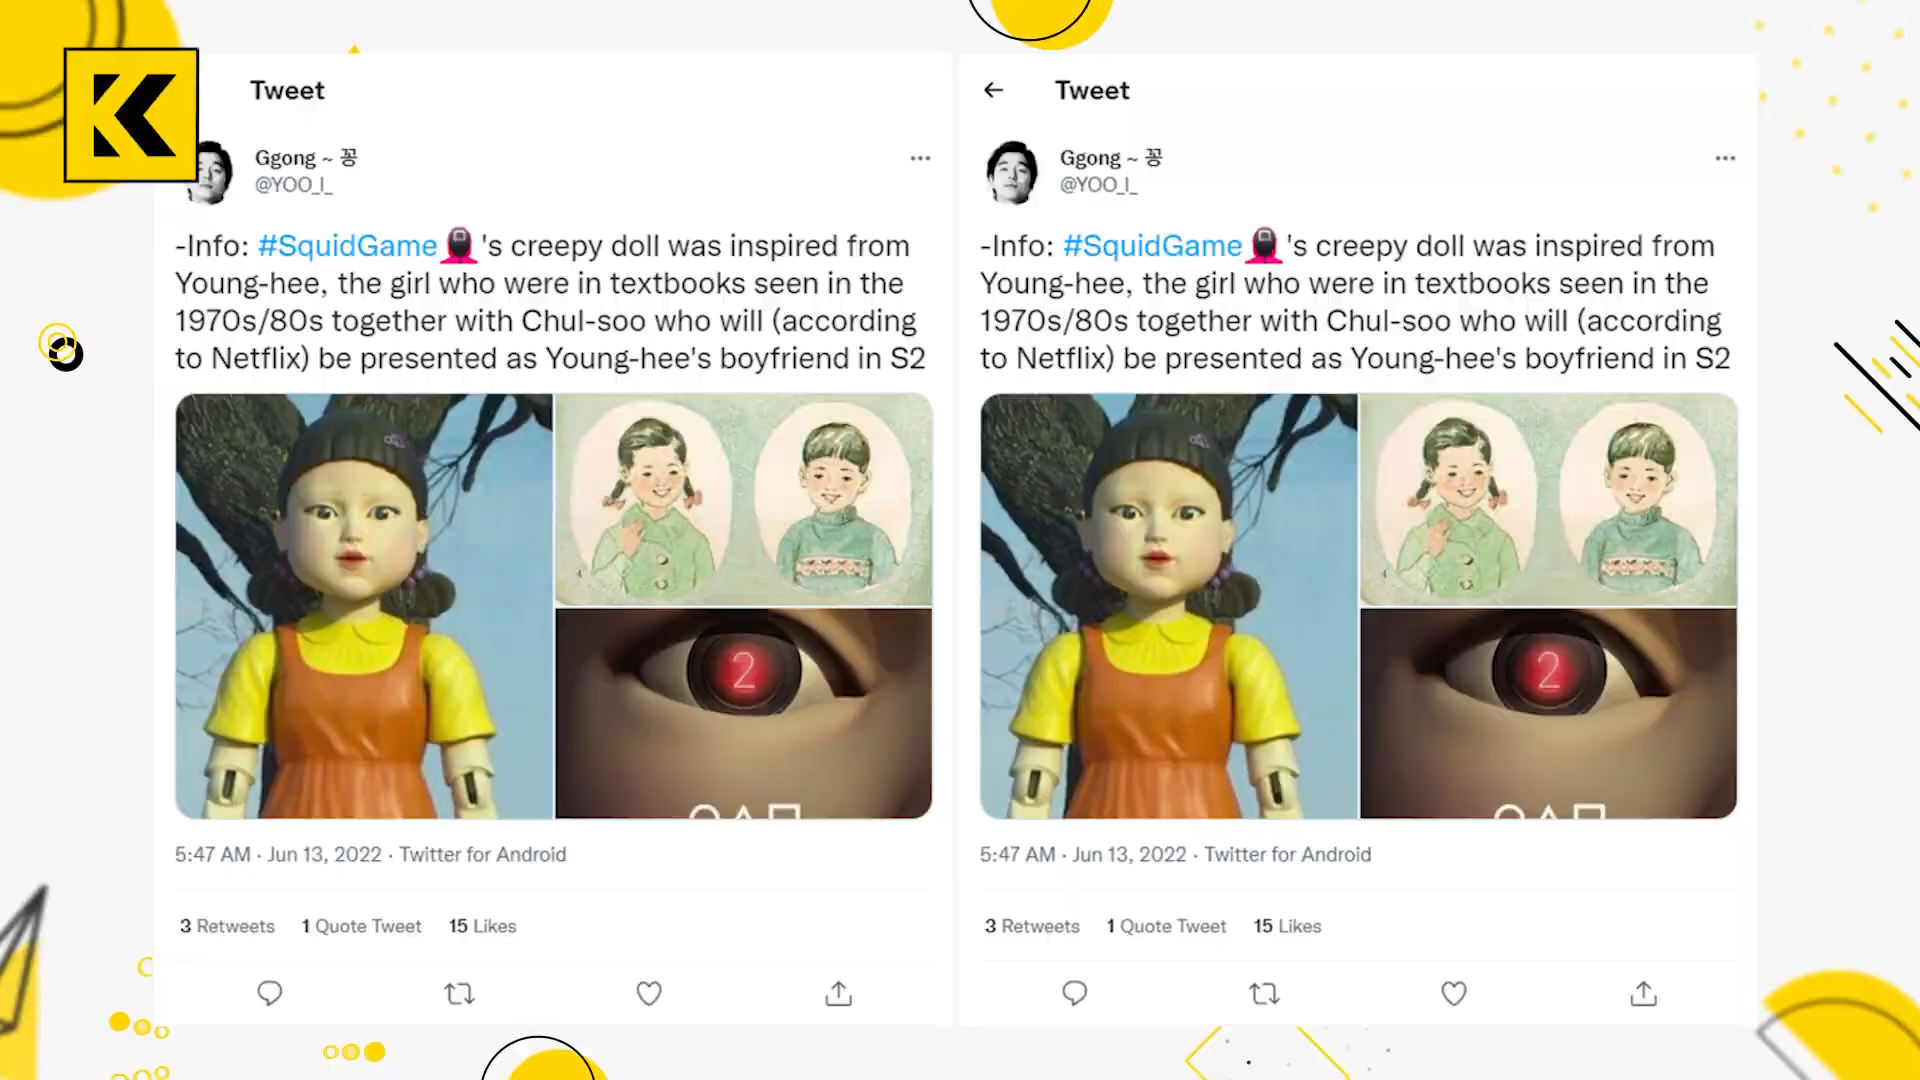 K
Tweet
Ggong ~ 꽁
@YOO_I_
-Info: #SquidGame 's creepy doll was inspired from
Young-hee, the girl who were in textbooks seen in the
1970s/80s together with Chul-soo who will (according
to Netflix) be presented as Young-hee's boyfriend in S2
2
5:47 AM · Jun 13, 2022 · Twitter for Android
3 Retweets 1 Quote Tweet 15 Likes
Tweet
Ggong ~ 꽁
@YOO_I_
-Info: #SquidGame 's creepy doll was inspired from
Young-hee, the girl who were in textbooks seen in the
1970s/80s together with Chul-soo who will (according
to Netflix) be presented as Young-hee's boyfriend in S2
2
5:47 AM · Jun 13, 2022 · Twitter for Android
3 Retweets 1 Quote Tweet 15 Likes